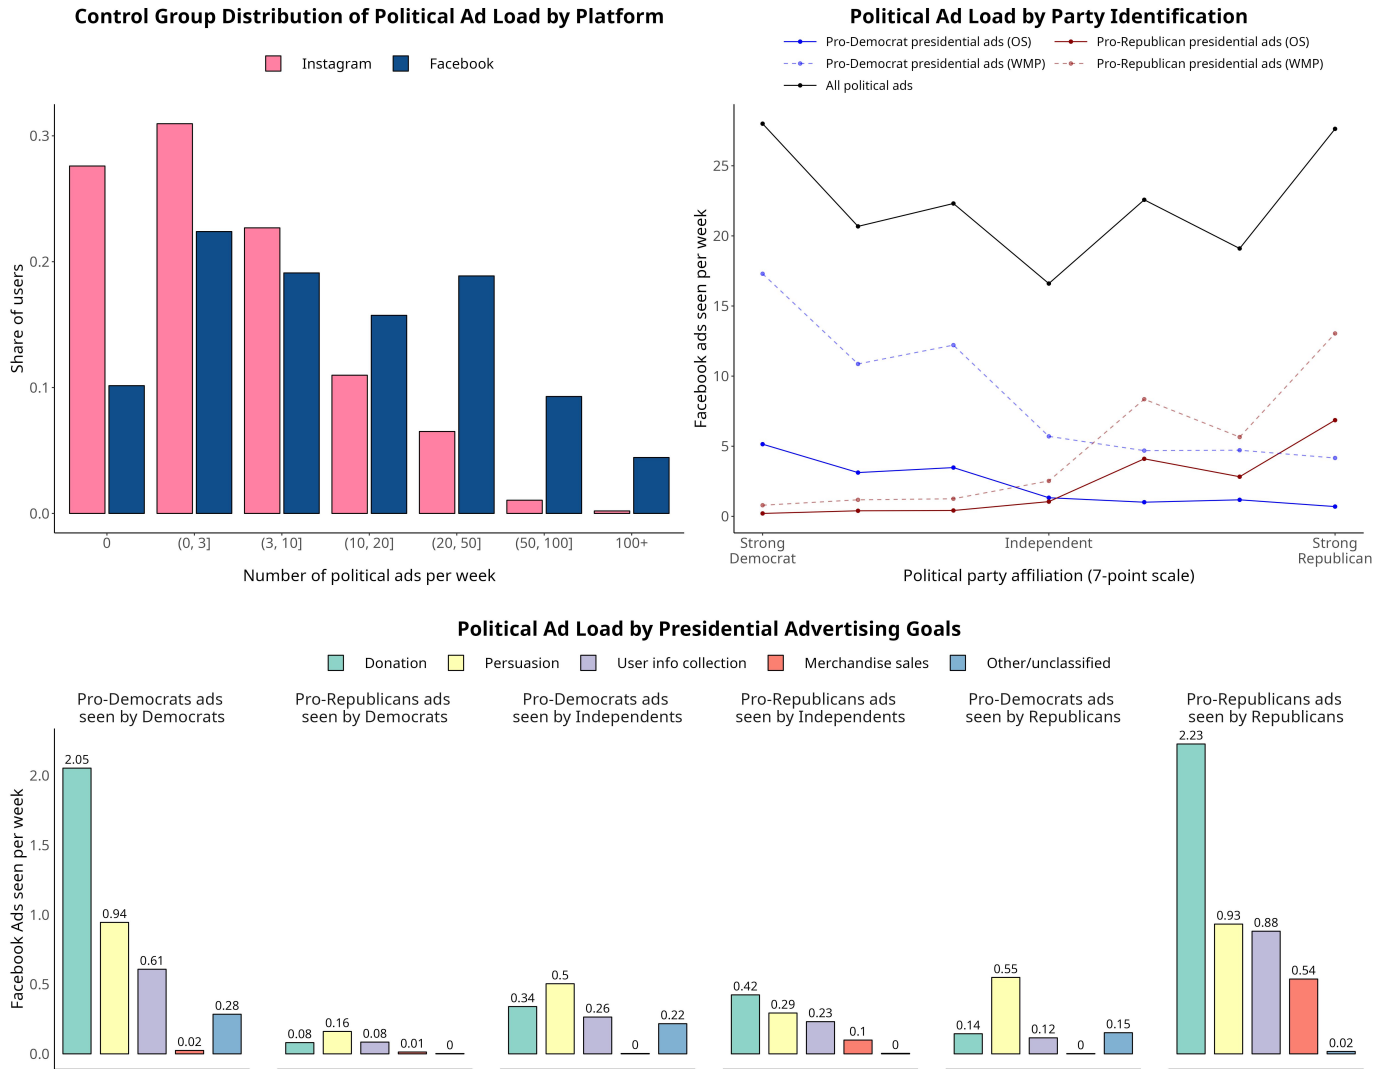 Control Group Distribution of Political Ad Load by Platform
Instagram
Facebook
Share of users
0.3
0.2
0.1
0.0
0
(0, 3]
(3, 10]
(10, 20]
(20, 50]
(50, 100]
100+
Number of political ads per week
Political Ad Load by Party Identification
Pro-Democrat presidential ads (OS)
Pro-Republican presidential ads (OS)
Pro-Democrat presidential ads (WMP)
Pro-Republican presidential ads (WMP)
All political ads
Facebook ads seen per week
25
20
15
10
5
0
Strong
Democrat
Independent
Strong
Republican
Political party affiliation (7-point scale)
Political Ad Load by Presidential Advertising Goals
Donation
Persuasion
User info collection
Merchandise sales
Other/unclassified
Facebook Ads seen per week
2.0
1.5
1.0
0.5
0.0
Pro-Democrats ads
seen by Democrats
2.05
0.94
0.61
0.02
0.28
Pro-Republicans ads
seen by Democrats
0.08
0.16
0.08
0.01
0
Pro-Democrats ads
seen by Independents
0.34
0.5
0.26
0
0.22
Pro-Republicans ads
seen by Independents
0.42
0.29
0.23
0.1
0
Pro-Democrats ads
seen by Republicans
0.14
0.55
0.12
0
0.15
Pro-Republicans ads
seen by Republicans
2.23
0.93
0.88
0.54
0.02